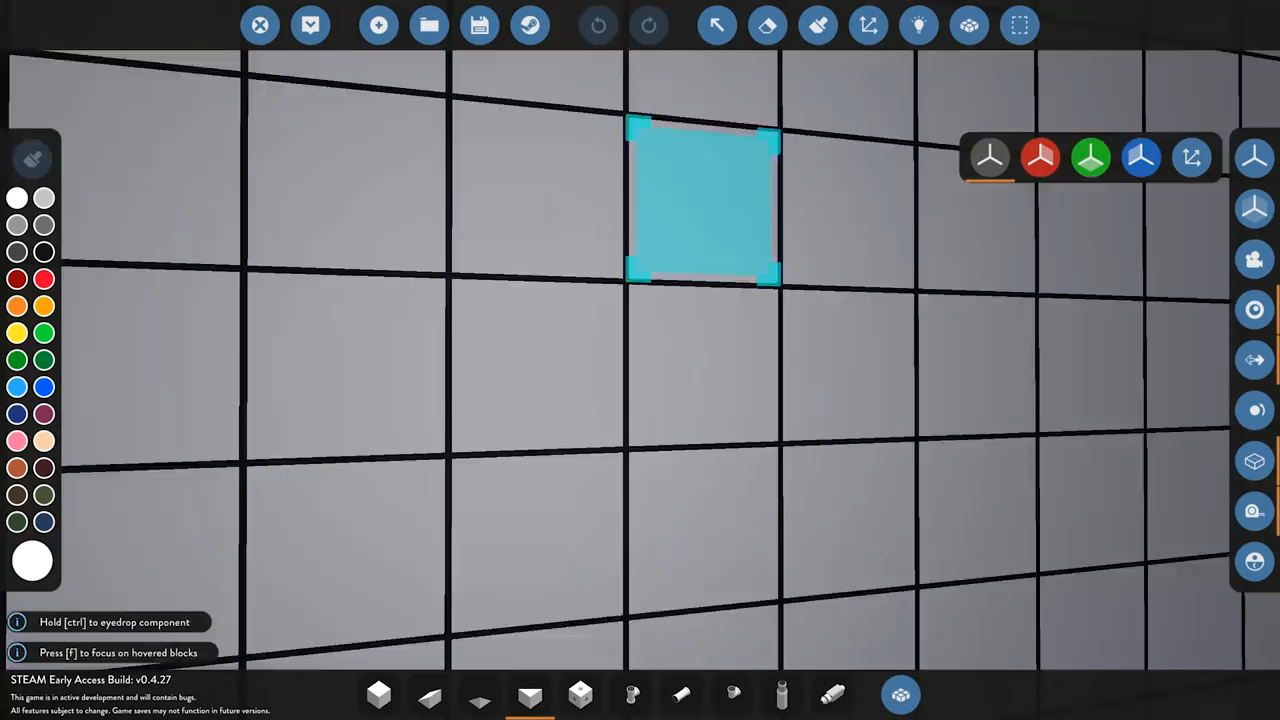 Hold [ctrl] to eyedrop component
Press [f] to focus on hovered blocks
STEAM Early Access Build: v0.4.27
This game is in active development and will contain bugs.
All features subject to change. Game saves may not function in future versions.